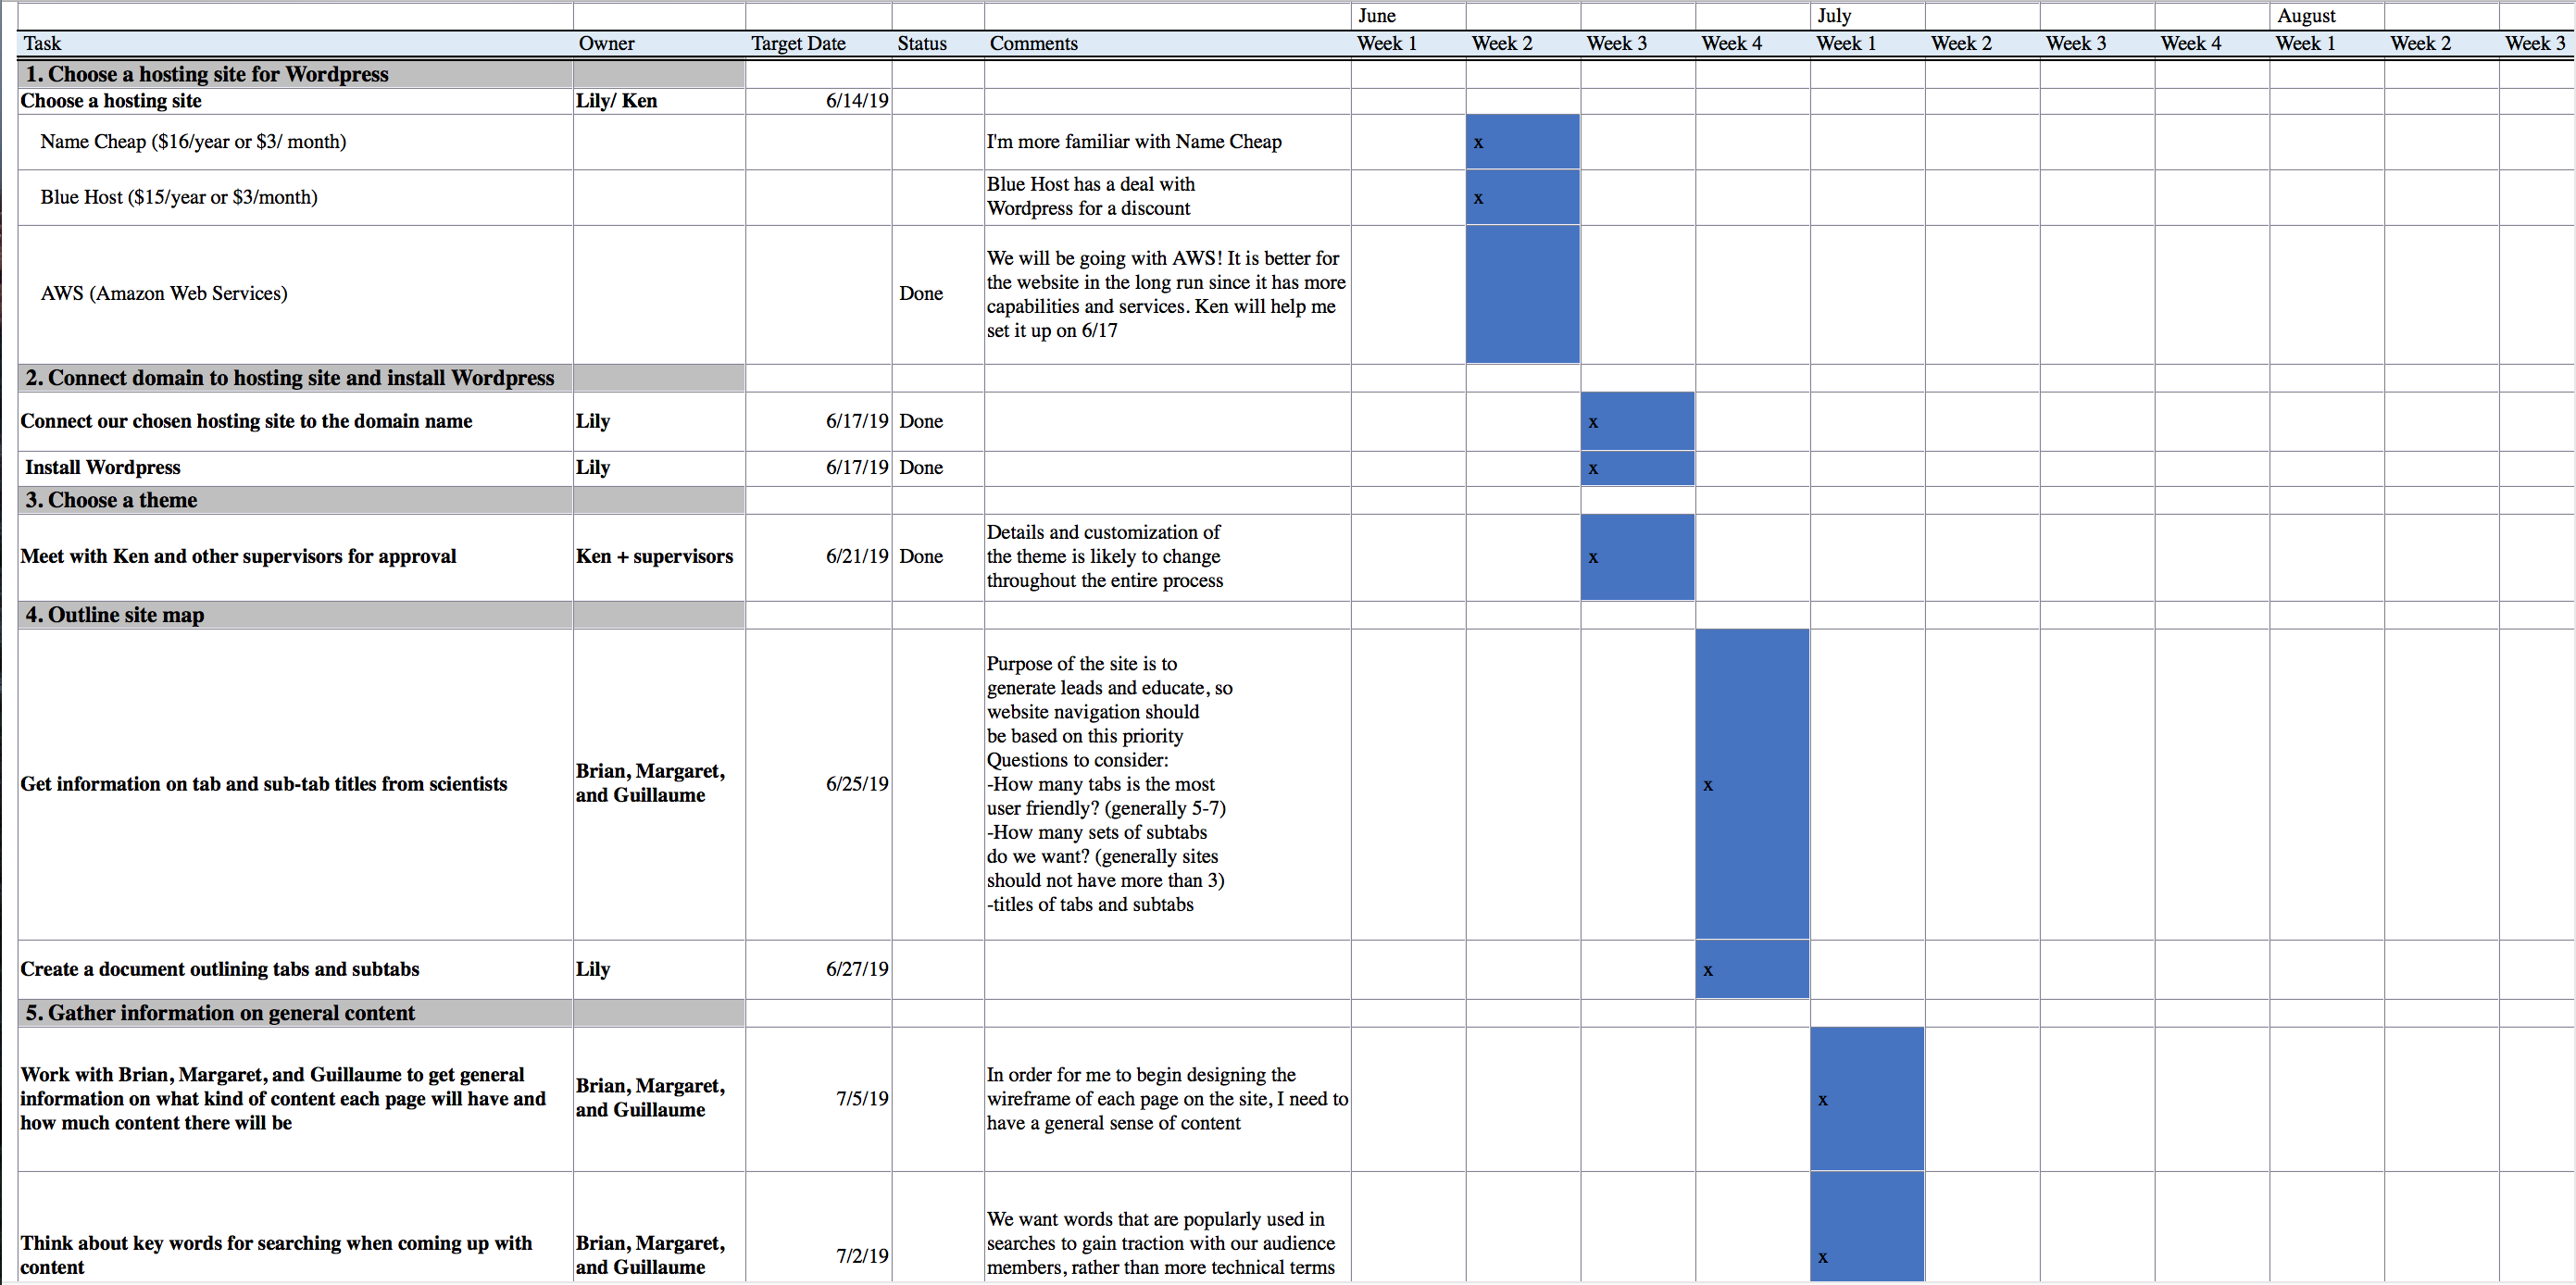 June July August
Task Owner Target Date Status Comments Week 1 Week 2 Week 3 Week 4 Week 1 Week 2 Week 3 Week 4 Week 1 Week 2 Week 3
1. Choose a hosting site for Wordpress
Choose a hosting site Lily/ Ken 6/14/19
Name Cheap ($16/year or $3/ month) I'm more familiar with Name Cheap x
Blue Host ($15/year or $3/month)
Blue Host has a deal with
Wordpress for a discount
x
AWS (Amazon Web Services) Done
We will be going with AWS! It is better for
the website in the long run since it has more
capabilities and services. Ken will help me
set it up on 6/17
2. Connect domain to hosting site and install Wordpress
Connect our chosen hosting site to the domain name Lily 6/17/19 Done x
Install Wordpress Lily 6/17/19 Done x
3. Choose a theme
Meet with Ken and other supervisors for approval Ken + supervisors 6/21/19 Done
Details and customization of
the theme is likely to change
throughout the entire process
x
4. Outline site map
Get information on tab and sub-tab titles from scientists
Brian, Margaret,
and Guillaume
6/25/19
Purpose of the site is to
generate leads and educate, so
website navigation should
be based on this priority
Questions to consider:
-How many tabs is the most
user friendly? (generally 5-7)
-How many sets of subtabs
do we want? (generally sites
should not have more than 3)
-titles of tabs and subtabs
x
Create a document outlining tabs and subtabs Lily 6/27/19 x
5. Gather information on general content
Work with Brian, Margaret, and Guillaume to get general
information on what kind of content each page will have and
how much content there will be
Brian, Margaret,
and Guillaume
7/5/19
In order for me to begin designing the
wireframe of each page on the site, I need to
have a general sense of content
x
Think about key words for searching when coming up with
content
Brian, Margaret,
and Guillaume
7/2/19
We want words that are popularly used in
searches to gain traction with our audience
members, rather than more technical terms
x